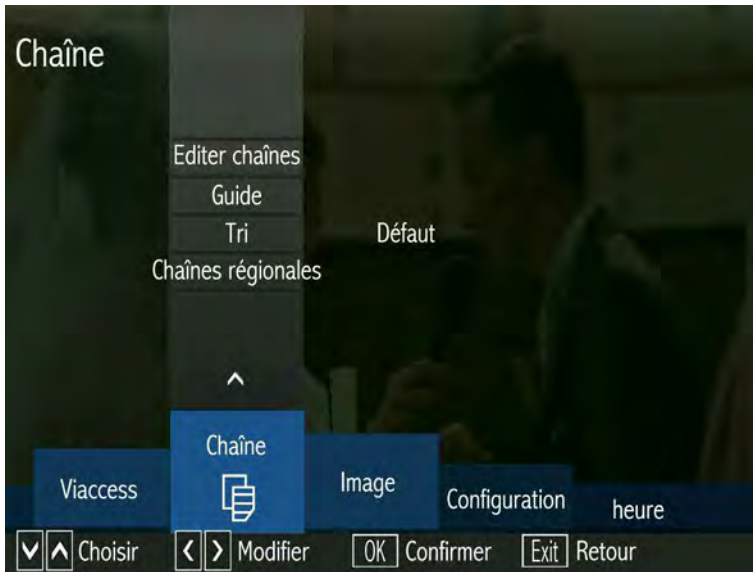 Chaîne
Editer chaînes
Guide
Tri Défaut
Chaînes régionales
Viaccess
Chaîne
Image
Configuration
heure
Choisir Modifier OK Confirmer Exit Retour